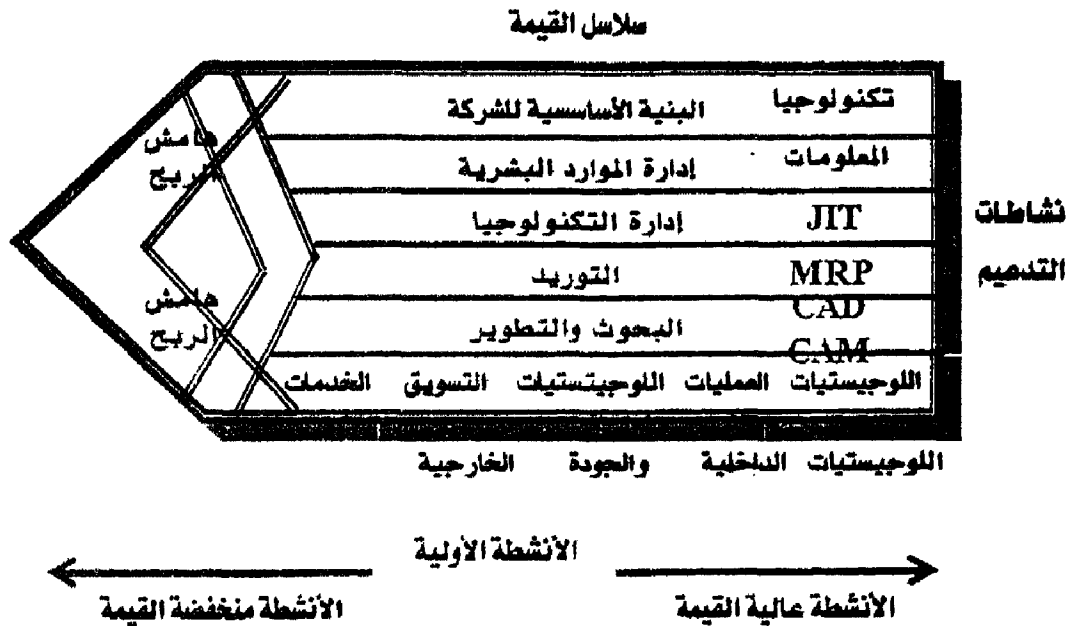 سلاسل القيمة
تكنولوجيا
البنية الأساسسية للشركة
المعلومات
إدارة الموارد البشرية
JIT
إدارة التكنولوجيا
MRP
التوريد
CAD
البحوث والتطوير
CAM
هامش
الربح
هامش
الربح
نشاطات
التدعيم
اللوجيستيات العمليات اللوجيتستيات التسويق الخدمات
اللوجيستيات الداخلية والجودة الخارجية
الأنشطة الأولية
الأنشطة عالية القيمة
الأنشطة منخفضة القيمة